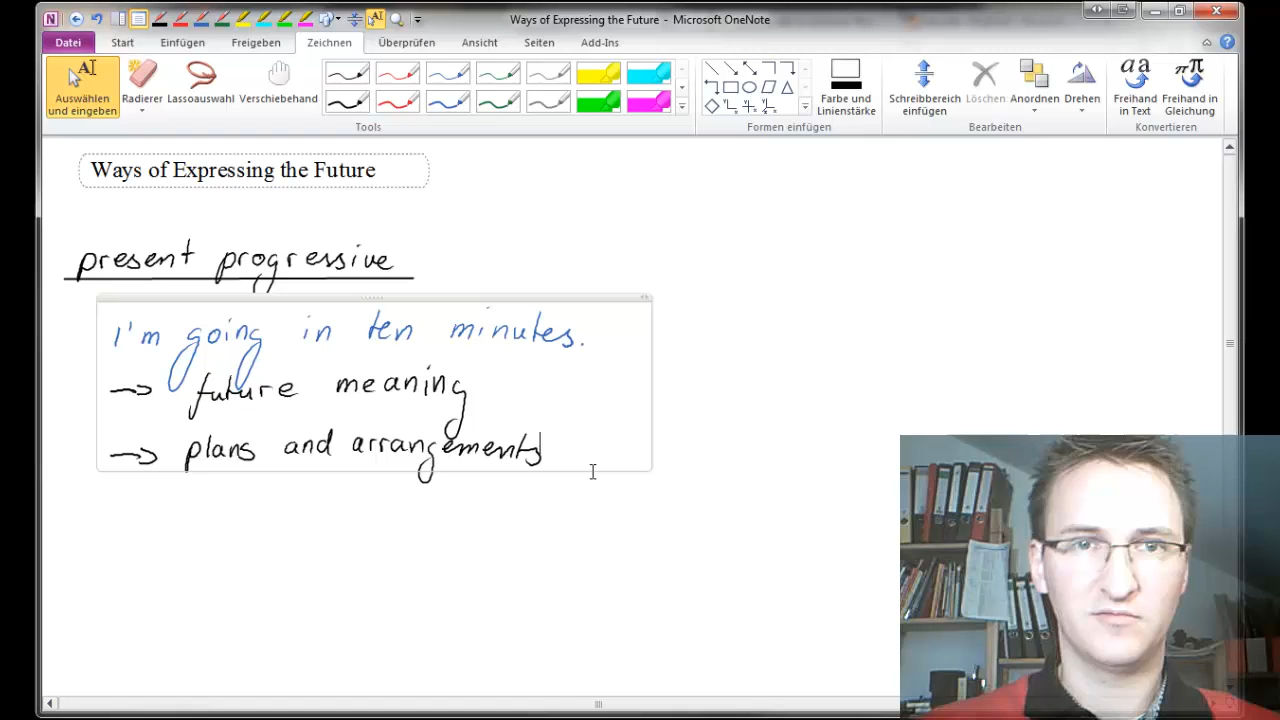 Ways of Expressing the Future - Microsoft OneNote
Datei Start Einfügen Freigeben Zeichnen Überprüfen Ansicht Seiten Add-Ins
Auswählen und eingeben
Radierer
Lassoauswahl
Verschiebehand
Farbe und Linienstärke
Schreibbereich einfügen
Löschen
Anordnen
Drehen
Freihand in Text
Freihand in Gleichung
Tools
Formen einfügen
Bearbeiten
Konvertieren
Ways of Expressing the Future
present progressive
I'm going in ten minutes.
→ future meaning
→ plans and arrangements